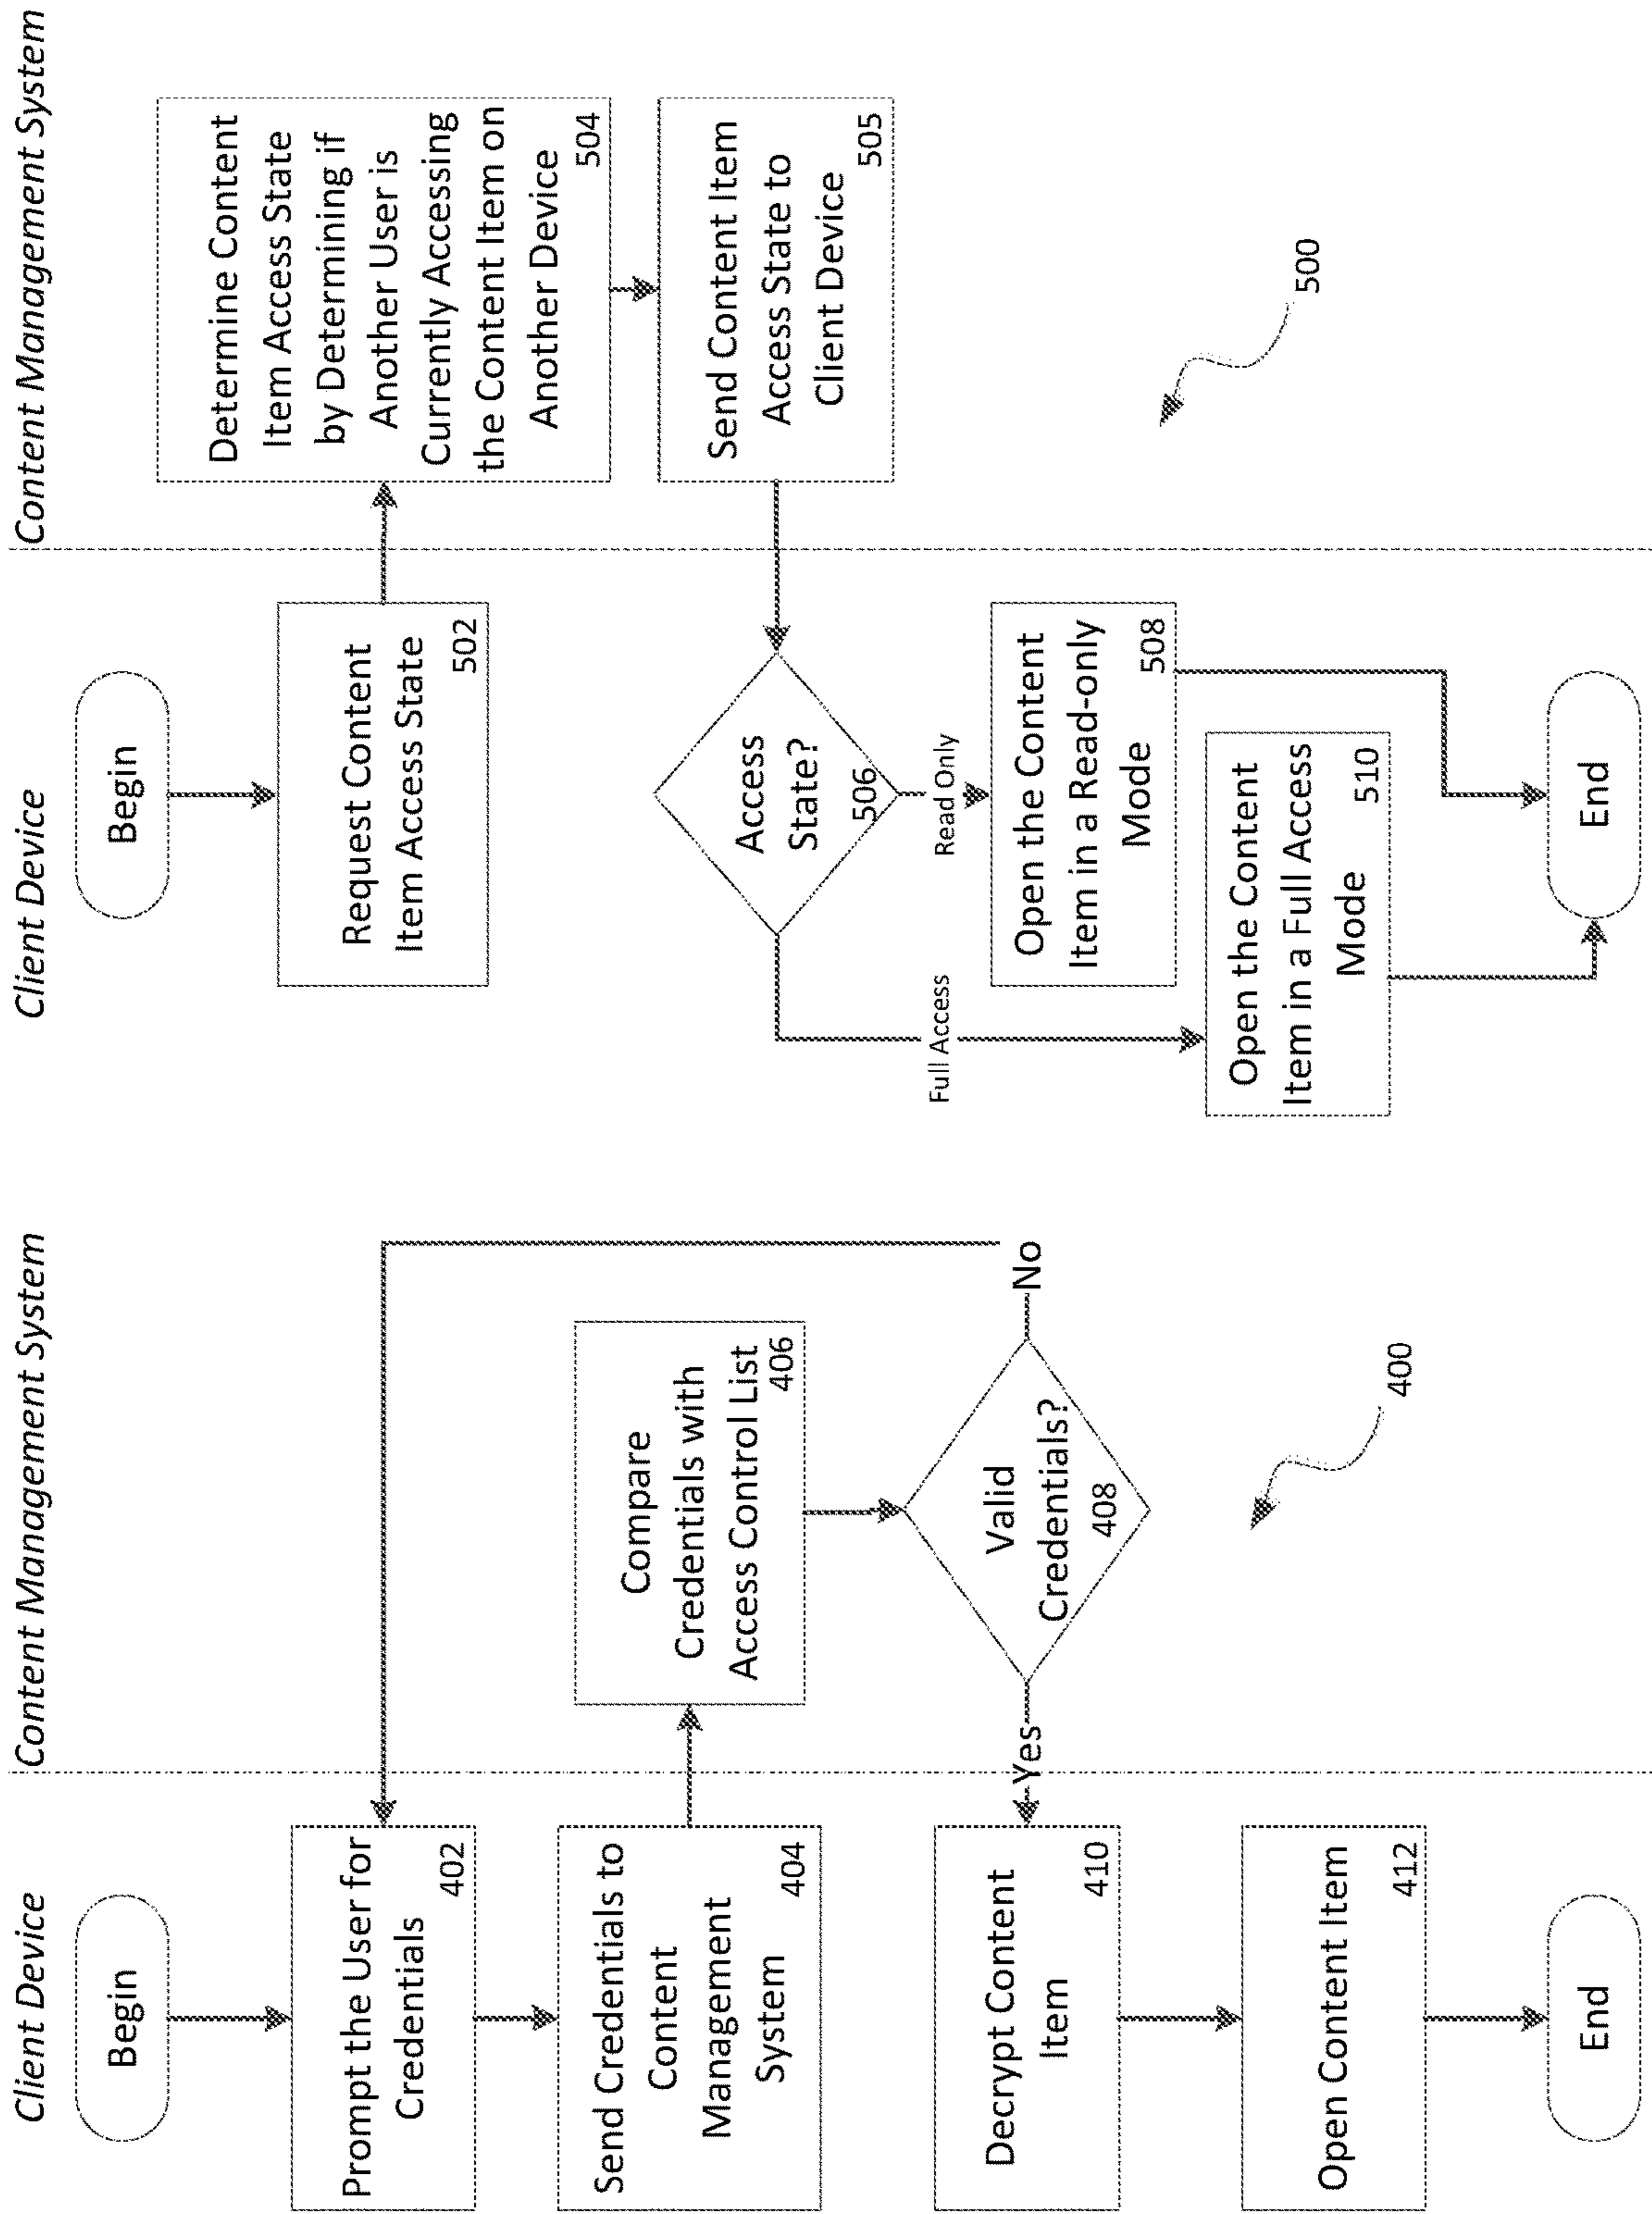 Client Device
Content Management System
Begin
Prompt the User for
Credentials
402
Send Credentials to
Content
Management
System
404
Compare
Credentials with
Access Control List
406
Valid
Credentials?
408
No
Yes
Decrypt Content
Item
410
Open Content Item
412
End
400
Client Device
Content Management System
Begin
Request Content
Item Access State
502
Determine Content
Item Access State
by Determining if
Another User is
Currently Accessing
the Content Item on
Another Device
504
Send Content Item
Access State to
Client Device
505
Access
State?
506
Full Access
Read Only
Open the Content
Item in a Read-only
Mode
508
Open the Content
Item in a Full Access
Mode
510
End
500